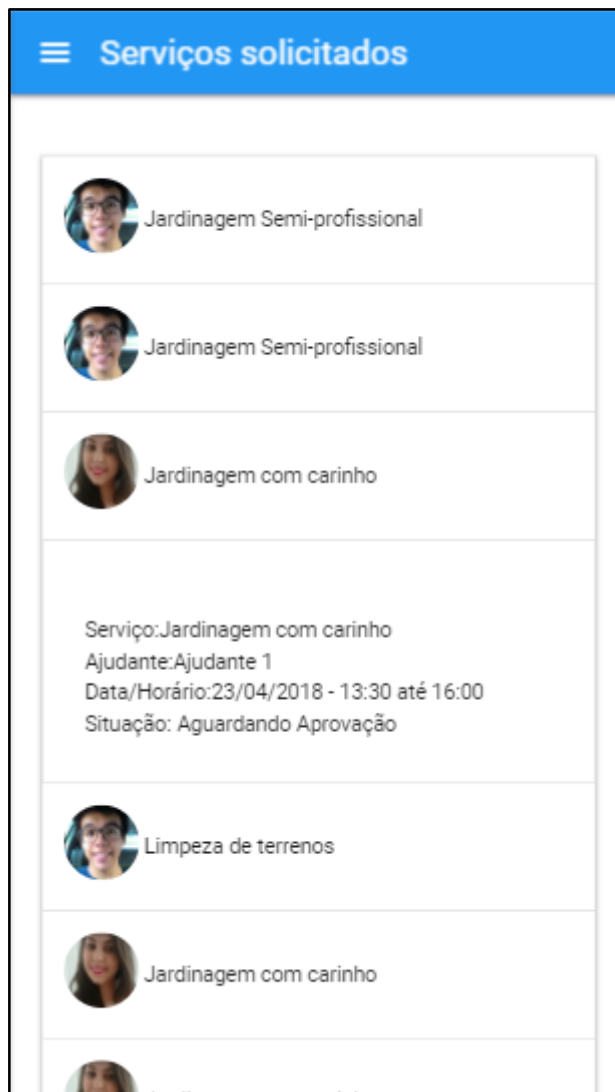 Serviços solicitados
Jardinagem Semi-profissional
Jardinagem Semi-profissional
Jardinagem com carinho
Serviço:Jardinagem com carinho
Ajudante:Ajudante 1
Data/Horário:23/04/2018 - 13:30 até 16:00
Situação: Aguardando Aprovação
Limpeza de terrenos
Jardinagem com carinho